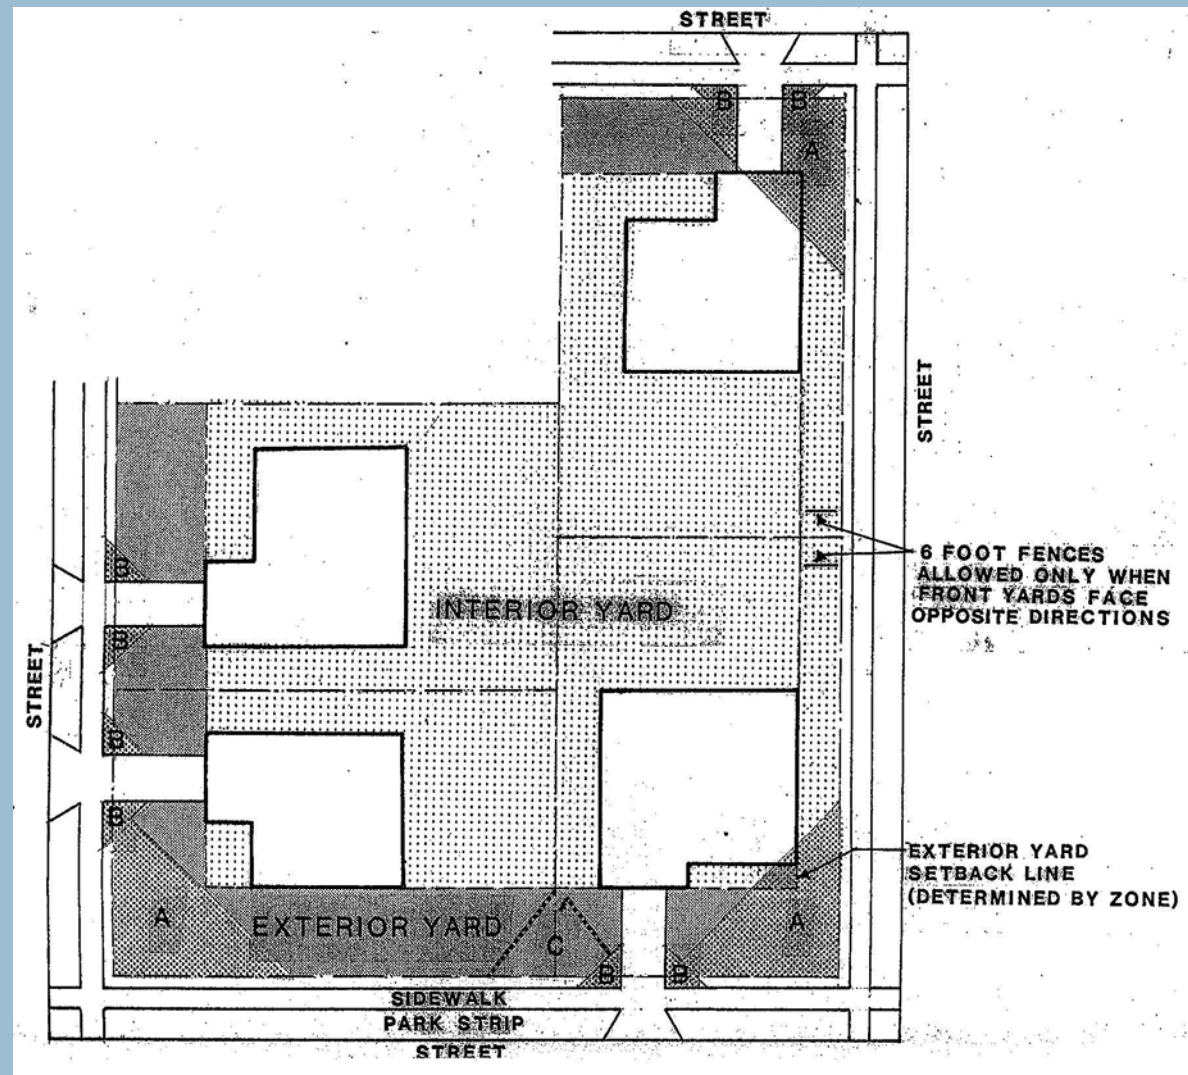 STREET
B
B
A
STREET
B
6 FOOT FENCES
ALLOWED ONLY WHEN
FRONT YARDS FACE
OPPOSITE DIRECTIONS
INTERIOR YARD
B
STREET
B
B
EXTERIOR YARD
SETBACK LINE
(DETERMINED BY ZONE)
A
EXTERIOR YARD
C
A
B
B
SIDEWALK
PARK STRIP
STREET